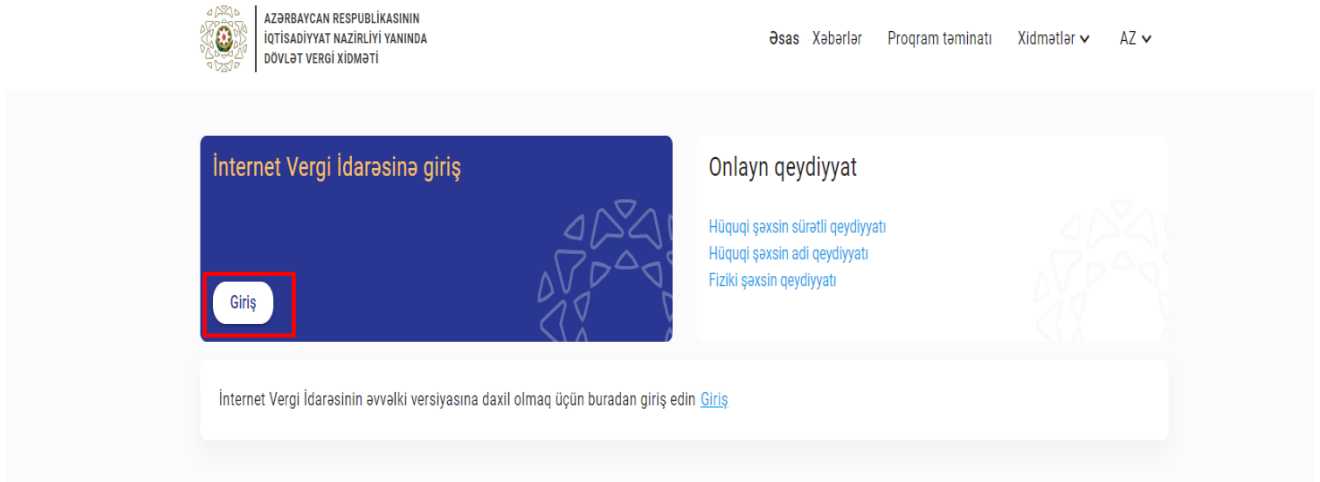 AZƏRBAYCAN RESPUBLİKASININ
İQTİSADİYYAT NAZİRLİYİ YANINDA
DÖVLƏT VERGİ XİDMƏTİ
Əsas Xəbərlər Proqram təminatı Xidmətlər AZ
İnternet Vergi İdarəsinə giriş
Giriş
Onlayn qeydiyyat
Hüquqi şəxsin sürətli qeydiyyatı
Hüquqi şəxsin adi qeydiyyatı
Fiziki şəxsin qeydiyyatı
İnternet Vergi İdarəsinin əvvəlki versiyasına daxil olmaq üçün buradan giriş edin Giriş